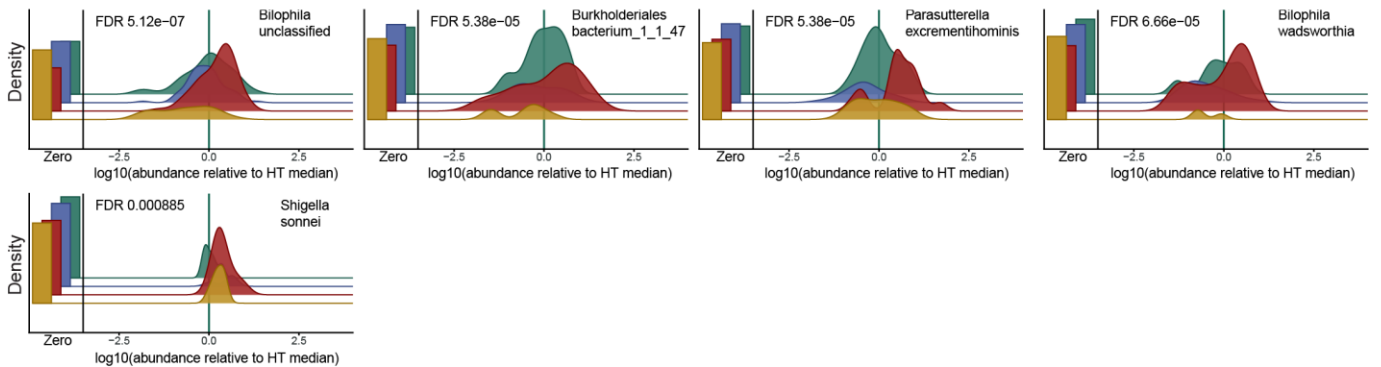 FDR 5.12e-07
Bilophila
unclassified
Density
Zero
-2.5
0.0
2.5
log10(abundance relative to HT median)
FDR 5.38e-05
Burkholderiales
bacterium_1_1_47
Zero
-2.5
0.0
2.5
log10(abundance relative to HT median)
FDR 5.38e-05
Parasutterella
excrementihominis
Zero
-2.5
0.0
2.5
log10(abundance relative to HT median)
FDR 6.66e-05
Bilophila
wadsworthia
Zero
-2.5
0.0
2.5
log10(abundance relative to HT median)
FDR 0.000885
Shigella
sonnei
Density
Zero
-2.5
0.0
2.5
log10(abundance relative to HT median)